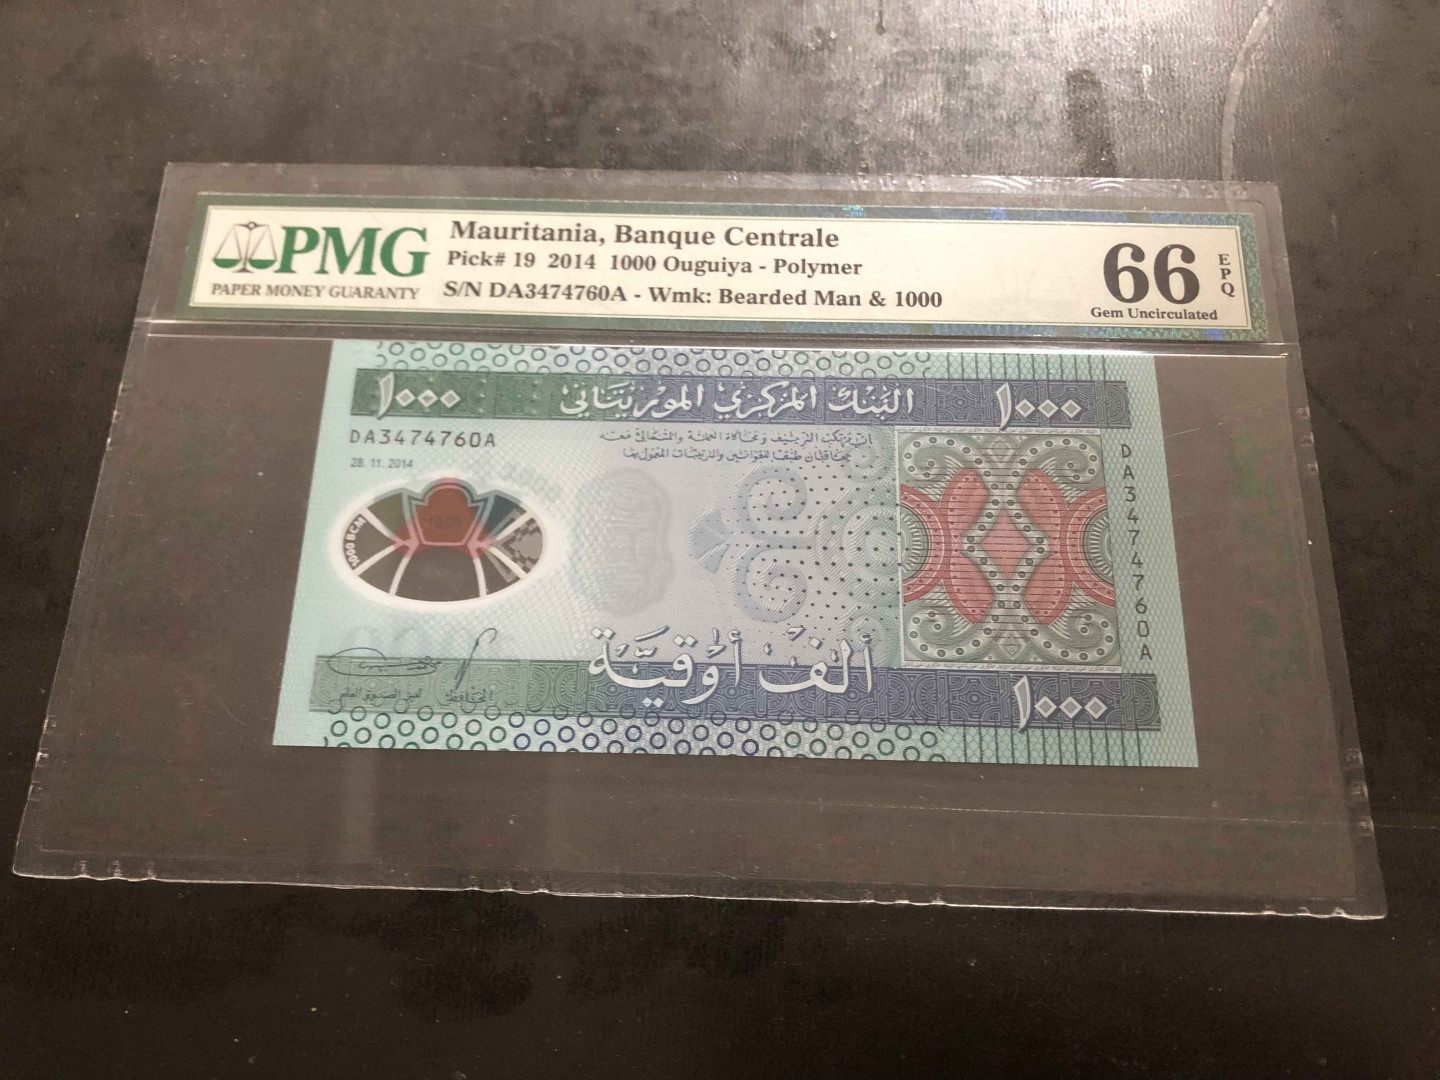 PMG
PAPER MONEY GUARANTY
Mauritania, Banque Centrale
Pick# 19 2014 1000 Ouguiya - Polymer
S/N DA3474760A - Wmk: Bearded Man & 1000
66
EPQ
Gem Uncirculated
١٠٠٠ البنك المركزي الموريتاني ١٠٠٠
DA3474760A
28. 11. 2014
1000 BCM
DA3474760A
ألف أوقية
المحافظ
١٠٠٠